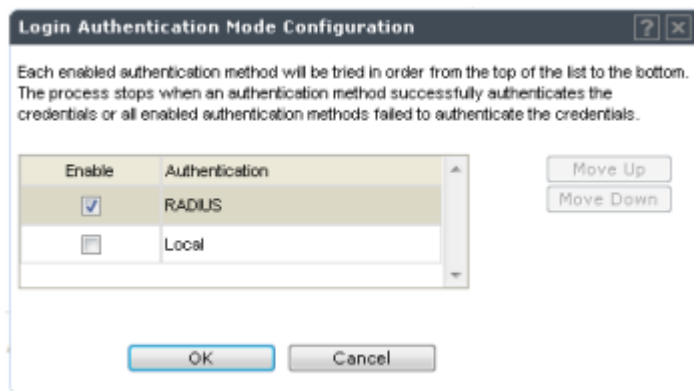 Login Authentication Mode Configuration ? ×
Each enabled authentication method will be tried in order from the top of the list to the bottom.
The process stops when an authentication method successfully authenticates the
credentials or all enabled authentication methods failed to authenticate the credentials.
Enable Authentication
RADIUS
Local
Move Up
Move Down
OK Cancel